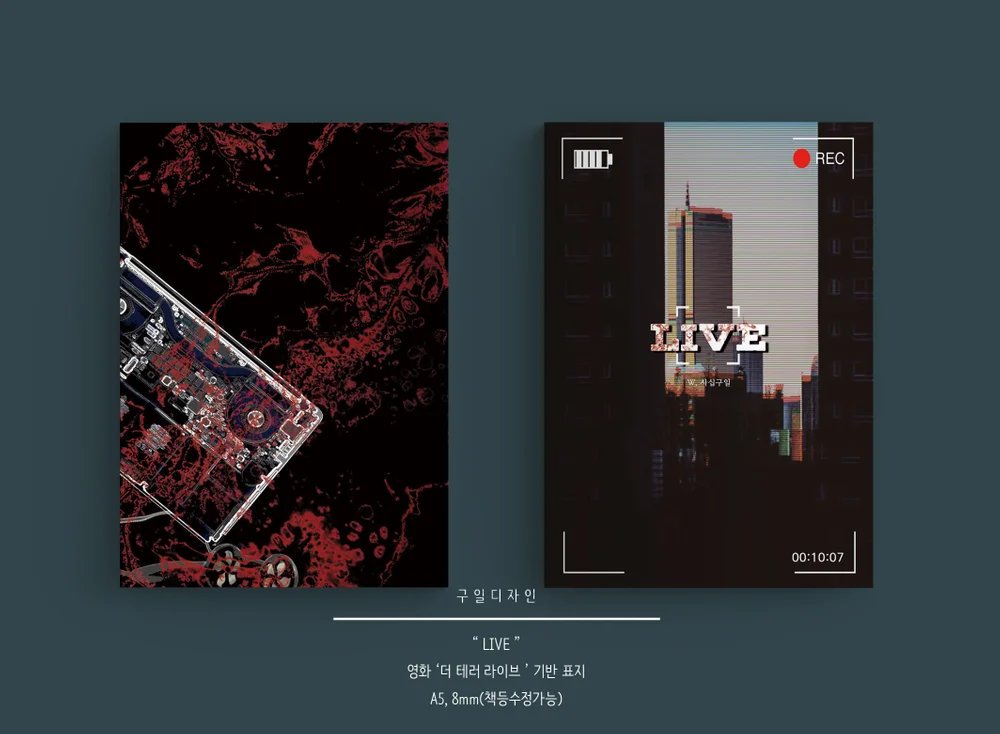 REC
LIVE
W. 사십구일
00:10:07
구일디자인
“ LIVE ”
영화 ‘더 테러 라이브 ’ 기반 표지
A5, 8mm(책등수정가능)